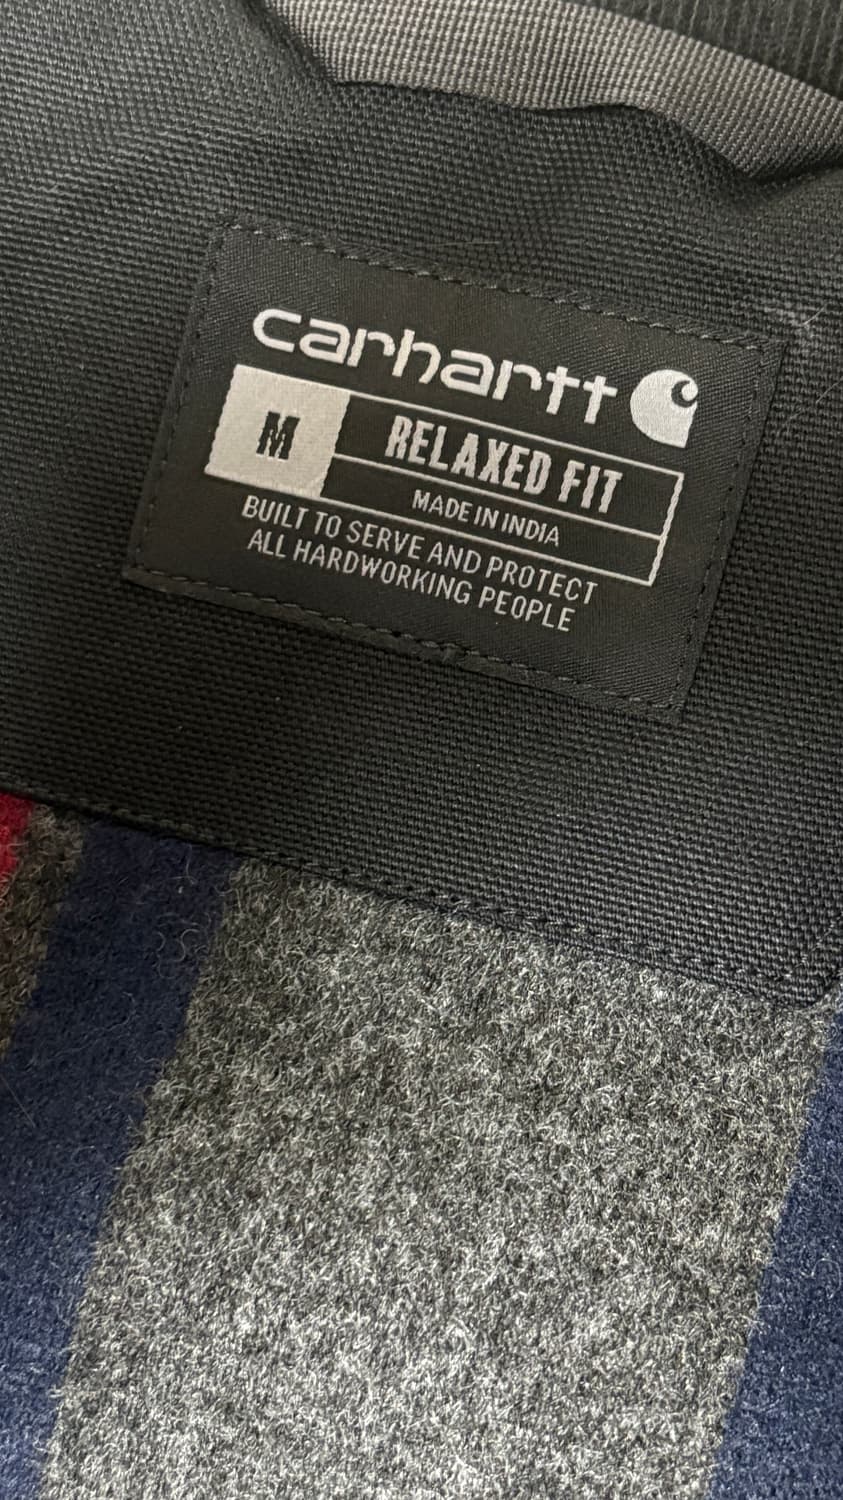 carhartt
M
RELAXED FIT
MADE IN INDIA
BUILT TO SERVE AND PROTECT
ALL HARDWORKING PEOPLE